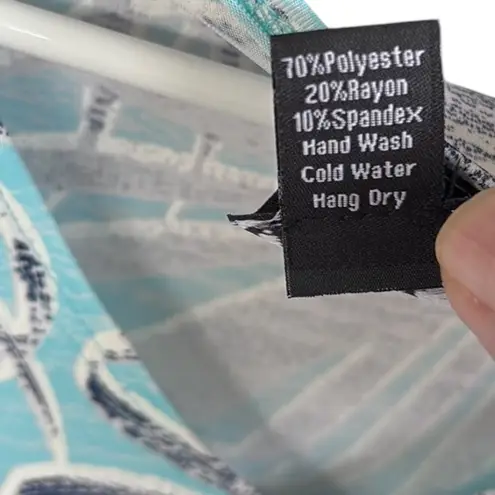 70%Polyester
20%Rayon
10%Spandex
Hand Wash
Cold Water
Hang Dry